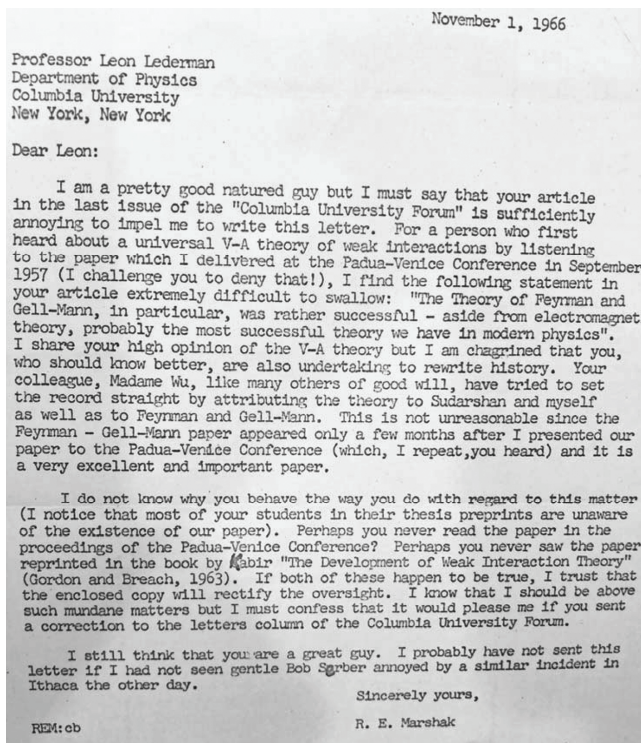 November 1, 1966
Professor Leon Lederman
Department of Physics
Columbia University
New York, New York
Dear Leon:
I am a pretty good natured guy but I must say that your article
in the last issue of the "Columbia University Forum" is sufficiently
annoying to impel me to write this letter. For a person who first
heard about a universal V-A theory of weak interactions by listening
to the paper which I delivered at the Padua-Venice Conference in September
1957 (I challenge you to deny that!), I find the following statement in
your article extremely difficult to swallow: "The Theory of Feynman and
Gell-Mann, in particular, was rather successful - aside from electromagnet
theory, probably the most successful theory we have in modern physics".
I share your high opinion of the V-A theory but I am chagrined that you,
who should know better, are also undertaking to rewrite history. Your
colleague, Madame Wu, like many others of good will, have tried to set
the record straight by attributing the theory to Sudarshan and myself
as well as to Feynman and Gell-Mann. This is not unreasonable since the
Feynman - Gell-Mann paper appeared only a few months after I presented our
paper to the Padua-Venice Conference (which, I repeat,you heard) and it is
a very excellent and important paper.
I do not know why you behave the way you do with regard to this matter
(I notice that most of your students in their thesis preprints are unaware
of the existence of our paper). Perhaps you never read the paper in the
proceedings of the Padua-Venice Conference? Perhaps you never saw the paper
reprinted in the book by Kabir "The Development of Weak Interaction Theory"
(Gordon and Breach, 1963). If both of these happen to be true, I trust that
the enclosed copy will rectify the oversight. I know that I should be above
such mundane matters but I must confess that it would please me if you sent
a correction to the letters column of the Columbia University Forum.
I still think that you are a great guy. I probably have not sent this
letter if I had not seen gentle Bob Serber annoyed by a similar incident in
Ithaca the other day.
Sincerely yours,
R. E. Marshak
REM:cb